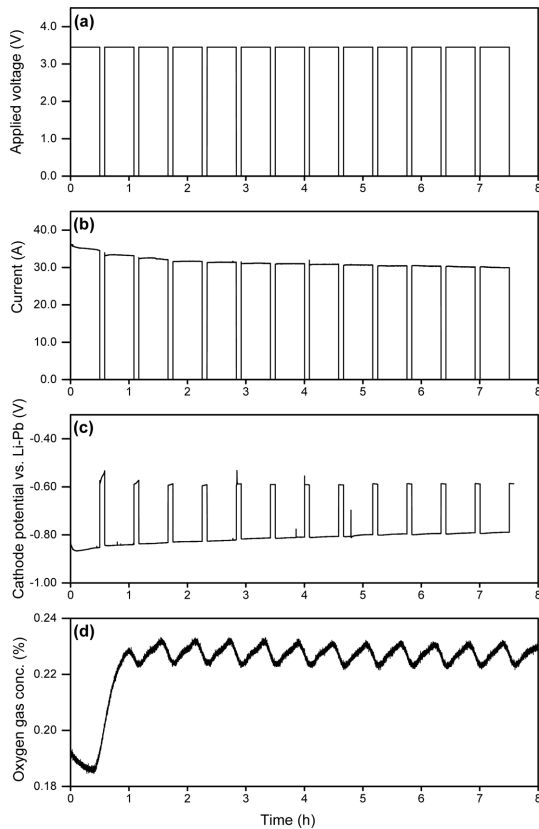 (a)
Applied voltage (V)
4.0
3.0
2.0
1.0
0.0
0 1 2 3 4 5 6 7 8
(b)
Current (A)
40.0
30.0
20.0
10.0
0.0
0 1 2 3 4 5 6 7 8
(c)
Cathode potential vs. Li-Pb (V)
-0.40
-0.60
-0.80
-1.00
0 1 2 3 4 5 6 7 8
(d)
Oxygen gas conc. (%)
0.24
0.22
0.20
0.18
0 1 2 3 4 5 6 7 8
Time (h)